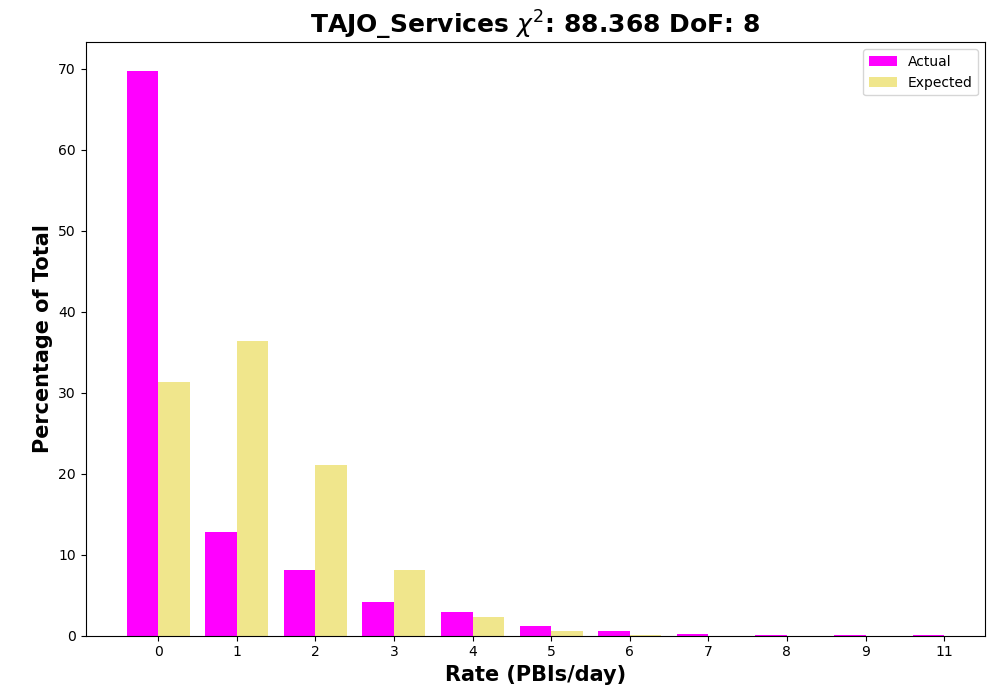 TAJO_Services χ²: 88.368 DoF: 8
Actual
Expected
70
60
50
40
30
20
10
0
Percentage of Total
0 1 2 3 4 5 6 7 8 9 11
Rate (PBIs/day)